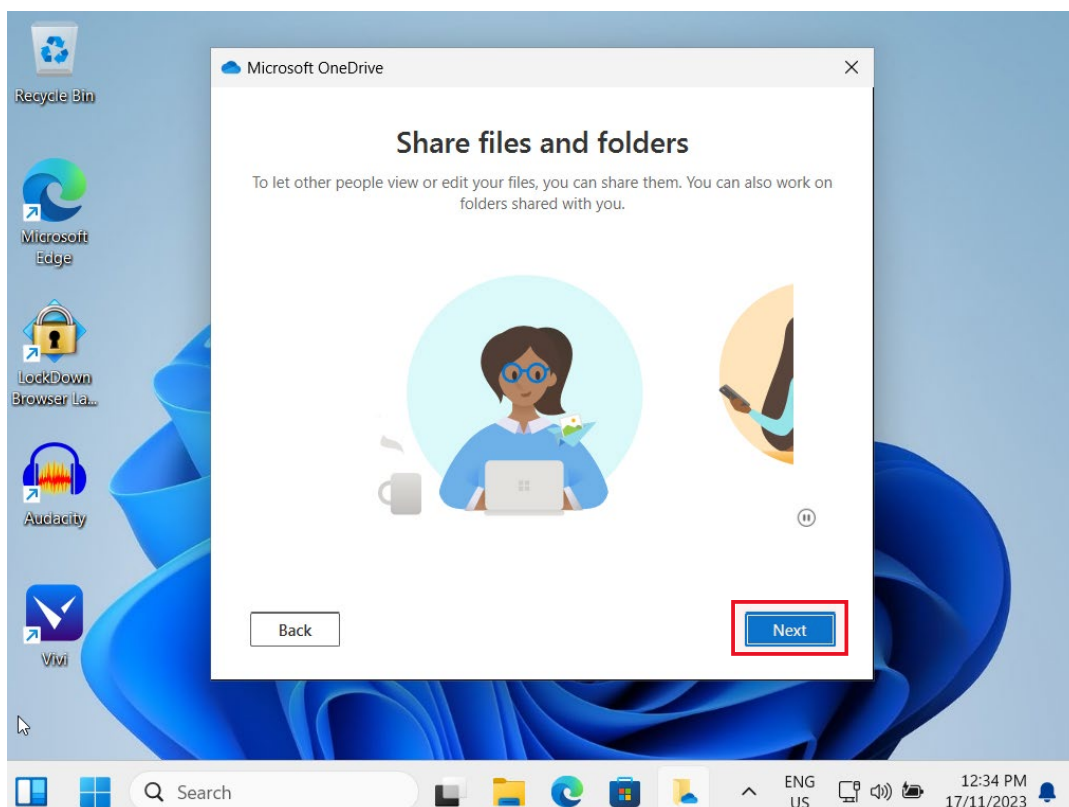 Recycle Bin
Microsoft OneDrive
Share files and folders
To let other people view or edit your files, you can share them. You can also work on
folders shared with you.
Microsoft
Edge
LockDown
Browser La...
Audacity
Back
Next
Vivi
Search
ENG
US
12:34 PM
17/11/2023